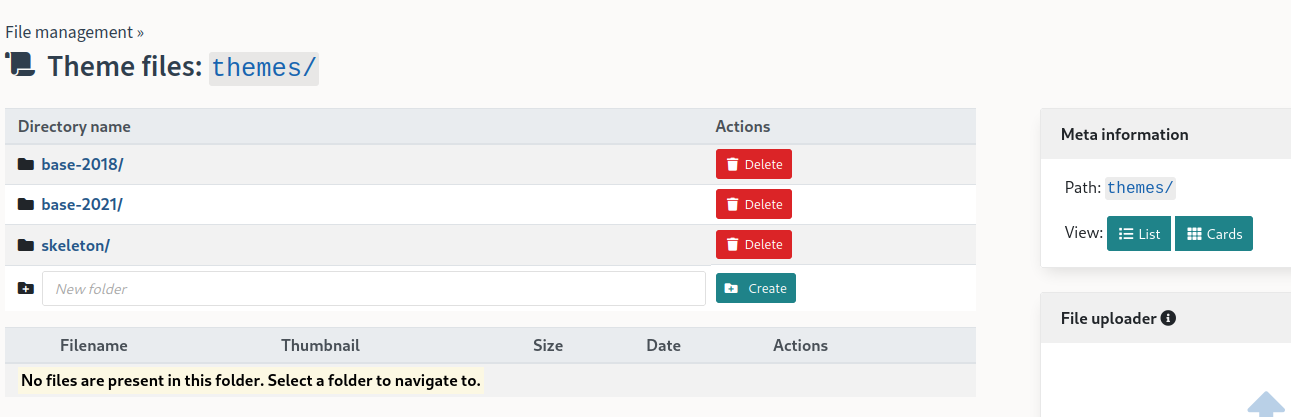 File management »
Theme files: themes/
Directory name Actions
base-2018/ Delete
base-2021/ Delete
skeleton/ Delete
New folder Create
Filename Thumbnail Size Date Actions
No files are present in this folder. Select a folder to navigate to.
Meta information
Path: themes/
View: List Cards
File uploader